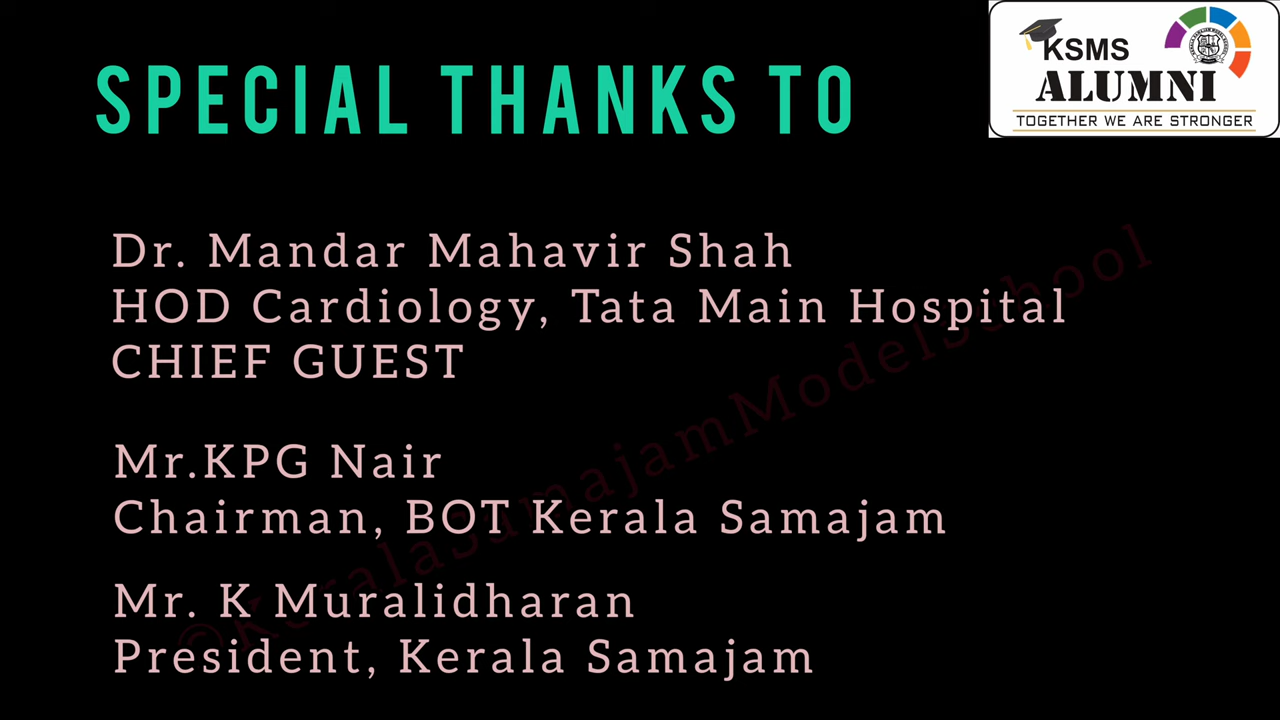 SPECIAL THANKS TO
KSMS
ALUMNI
TOGETHER WE ARE STRONGER
Dr. Mandar Mahavir Shah
HOD Cardiology, Tata Main Hospital
CHIEF GUEST
Mr.KPG Nair
Chairman, BOT Kerala Samajam
Mr. K Muralidharan
President, Kerala Samajam
©KeralaSamajamModelSchool